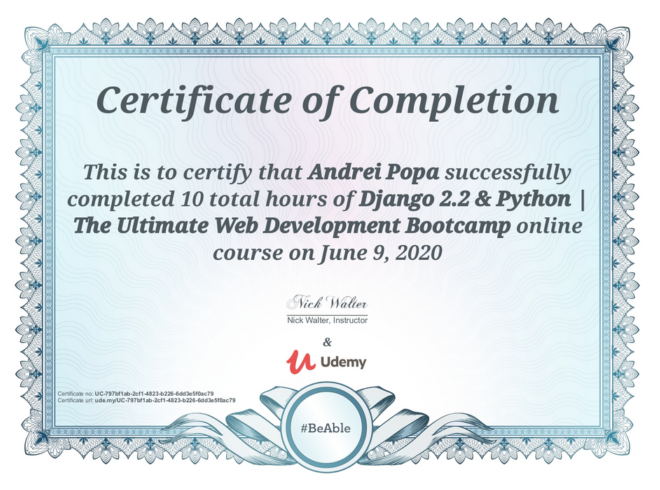 Certificate of Completion
This is to certify that Andrei Popa successfully
completed 10 total hours of Django 2.2 & Python |
The Ultimate Web Development Bootcamp online
course on June 9, 2020
Nick Walter
Nick Walter, Instructor
&
Udemy
Certificate no: UC-797bf1ab-2cf1-4823-b226-6dd3e5f9ac79
Certificate url: ude.my/UC-797bf1ab-2cf1-4823-b226-6dd3e5f9ac79
#BeAble